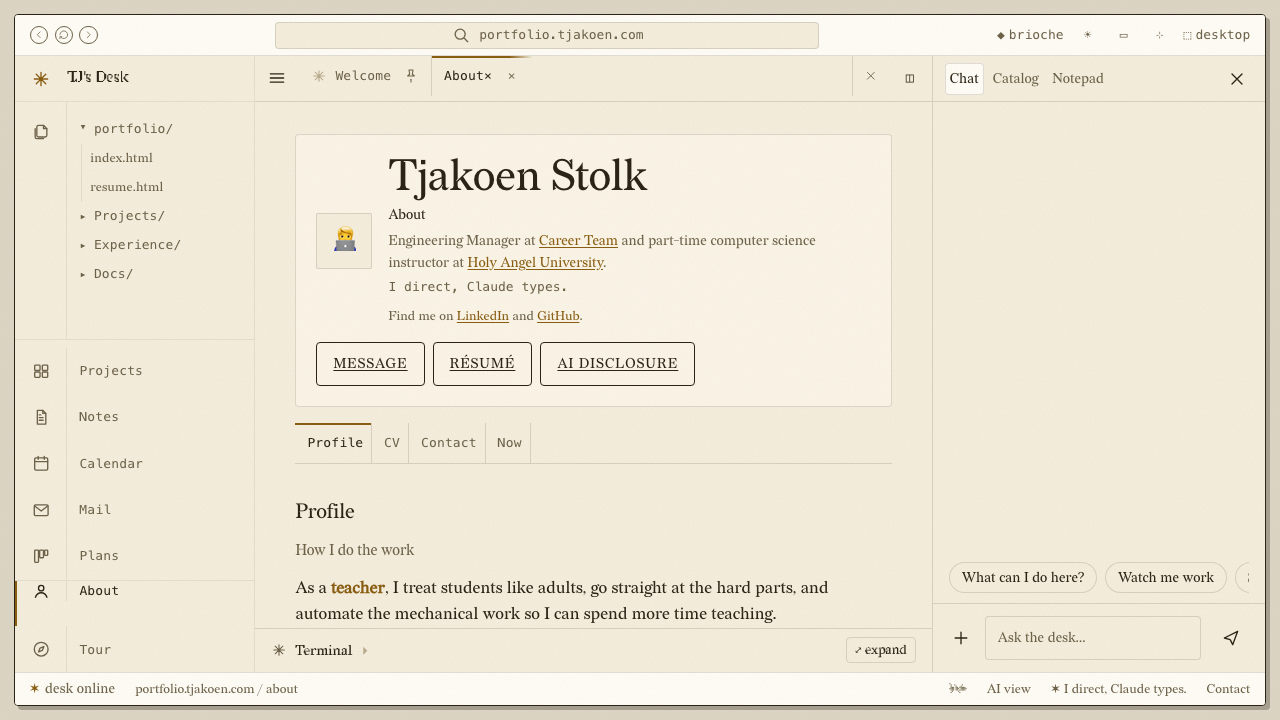 portfolio.tjakoen.com
brioche
desktop
TJ's Desk
Welcome
About×
×
Chat
Catalog
Notepad
portfolio/
index.html
resume.html
Projects/
Experience/
Docs/
Projects
Notes
Calendar
Mail
Plans
About
Tour
Tjakoen Stolk
About
Engineering Manager at Career Team and part-time computer science
instructor at Holy Angel University.
I direct, Claude types.
Find me on LinkedIn and GitHub.
MESSAGE
RÉSUMÉ
AI DISCLOSURE
Profile
CV
Contact
Now
Profile
How I do the work
As a teacher, I treat students like adults, go straight at the hard parts, and
automate the mechanical work so I can spend more time teaching.
Terminal
expand
What can I do here?
Watch me work
Ask the desk...
desk online
portfolio.tjakoen.com / about
AI view
I direct, Claude types.
Contact